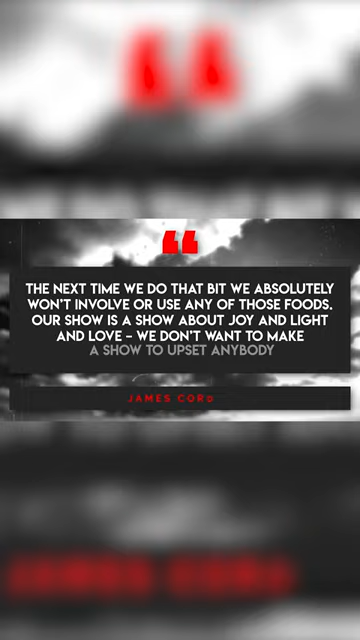 THE NEXT TIME WE DO THAT BIT WE ABSOLUTELY
WON'T INVOLVE OR USE ANY OF THOSE FOODS.
OUR SHOW IS A SHOW ABOUT JOY AND LIGHT
AND LOVE – WE DON'T WANT TO MAKE
A SHOW TO UPSET ANYBODY
JAMES CORD